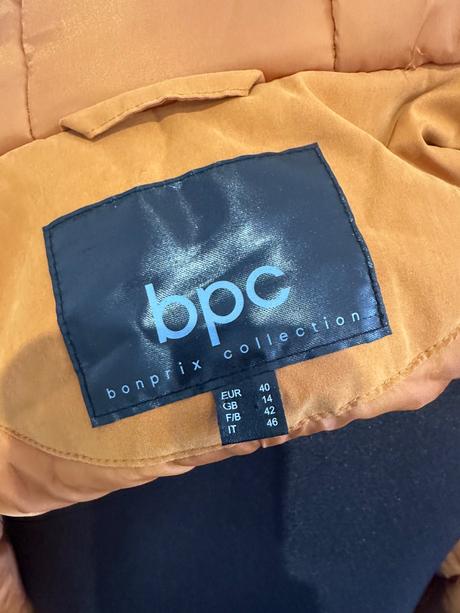 bpc
bonprix collection
EUR 40
GB 14
F/B 42
IT 46